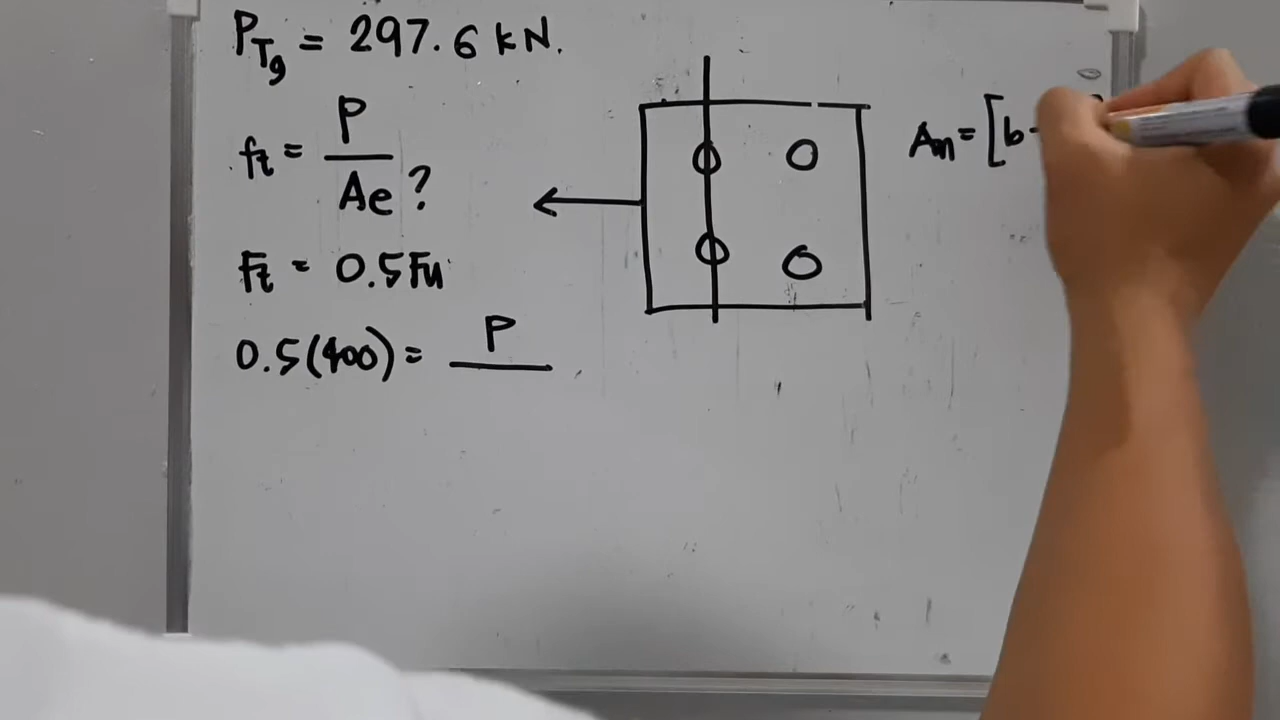 P_Tg = 297.6 kN.
ft = P / Ae ?
Ft = 0.5Fu
0.5(400) = P / 
An = [b-